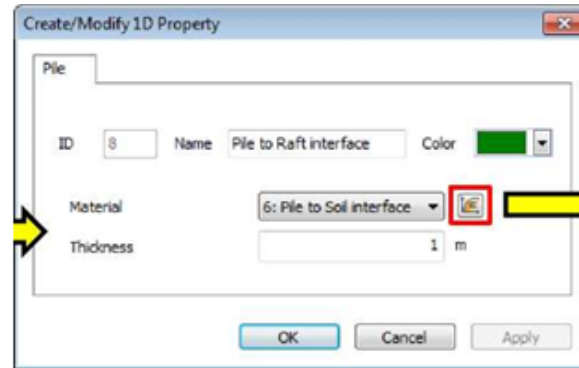 Create/Modify 1D Property
Pile
ID 8 Name Pile to Raft interface Color
Material 6: Pile to Soil interface
Thickness 1 m
OK Cancel Apply